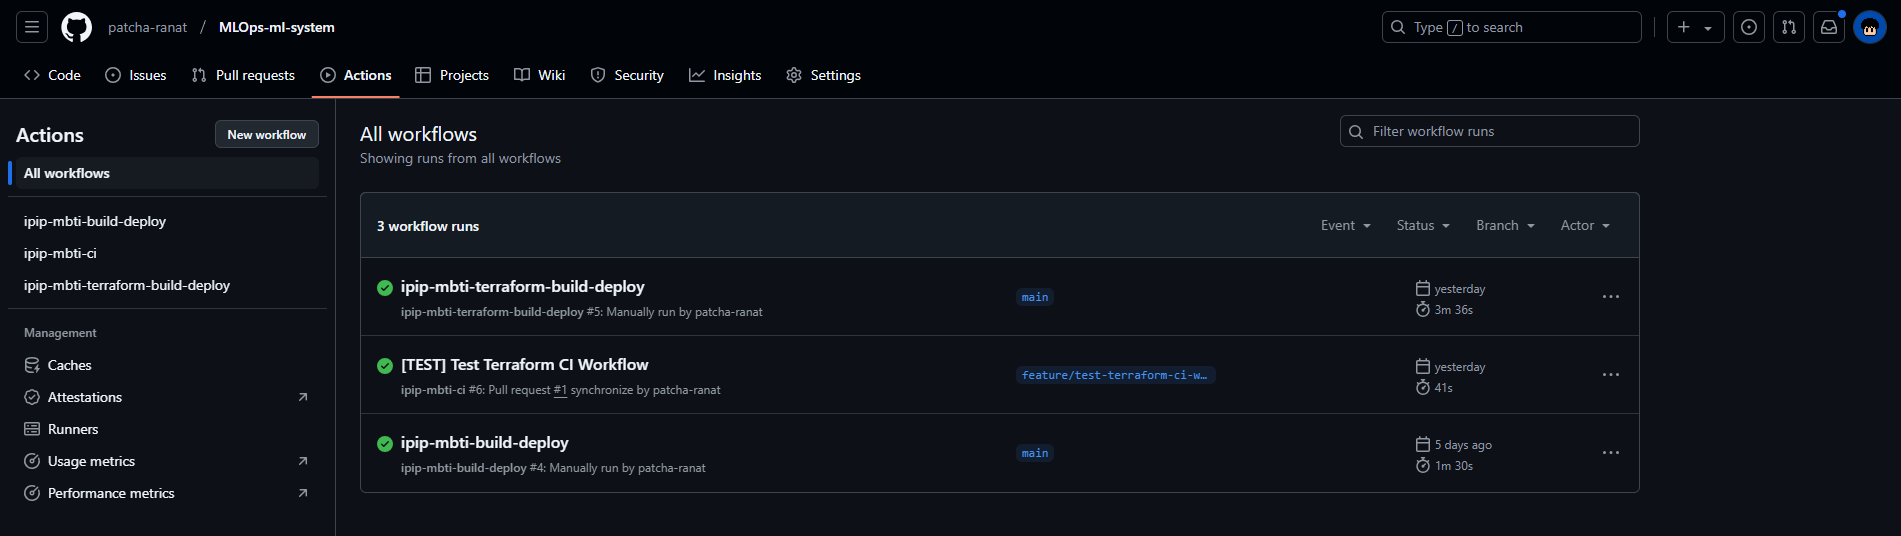 patcha-ranat / MLOps-ml-system
Type / to search
Code Issues Pull requests Actions Projects Wiki Security Insights Settings
Actions
New workflow
All workflows
ipip-mbti-build-deploy
ipip-mbti-ci
ipip-mbti-terraform-build-deploy
Management
Caches
Attestations
Runners
Usage metrics
Performance metrics
All workflows
Showing runs from all workflows
Filter workflow runs
3 workflow runs
Event Status Branch Actor
ipip-mbti-terraform-build-deploy
ipip-mbti-terraform-build-deploy #5: Manually run by patcha-ranat
main
yesterday
3m 36s
[TEST] Test Terraform CI Workflow
ipip-mbti-ci #6: Pull request #1 synchronize by patcha-ranat
feature/test-terraform-ci-w…
yesterday
41s
ipip-mbti-build-deploy
ipip-mbti-build-deploy #4: Manually run by patcha-ranat
main
5 days ago
1m 30s